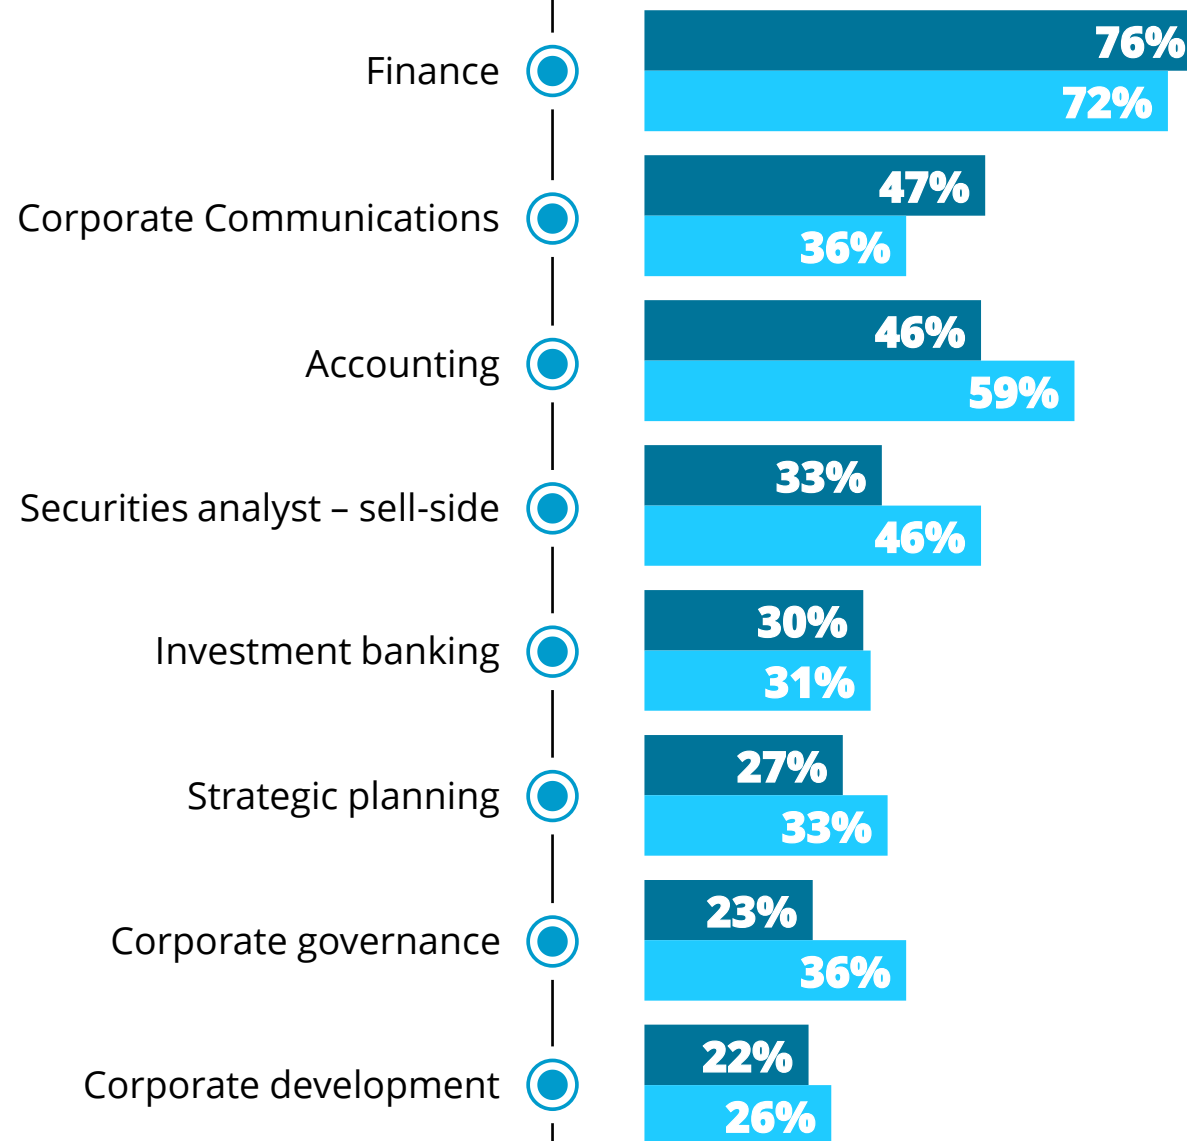 Finance
76%
72%
Corporate Communications
47%
36%
Accounting
46%
59%
Securities analyst – sell-side
33%
46%
Investment banking
30%
31%
Strategic planning
27%
33%
Corporate governance
23%
36%
Corporate development
22%
26%